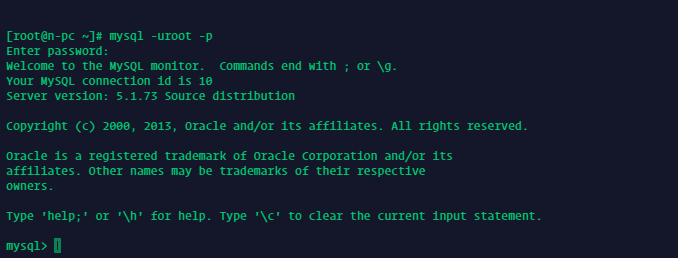 [root@n-pc ~]# mysql -uroot -p
Enter password:
Welcome to the MySQL monitor.  Commands end with ; or \g.
Your MySQL connection id is 10
Server version: 5.1.73 Source distribution

Copyright (c) 2000, 2013, Oracle and/or its affiliates. All rights reserved.

Oracle is a registered trademark of Oracle Corporation and/or its
affiliates. Other names may be trademarks of their respective
owners.

Type 'help;' or '\h' for help. Type '\c' to clear the current input statement.

mysql>